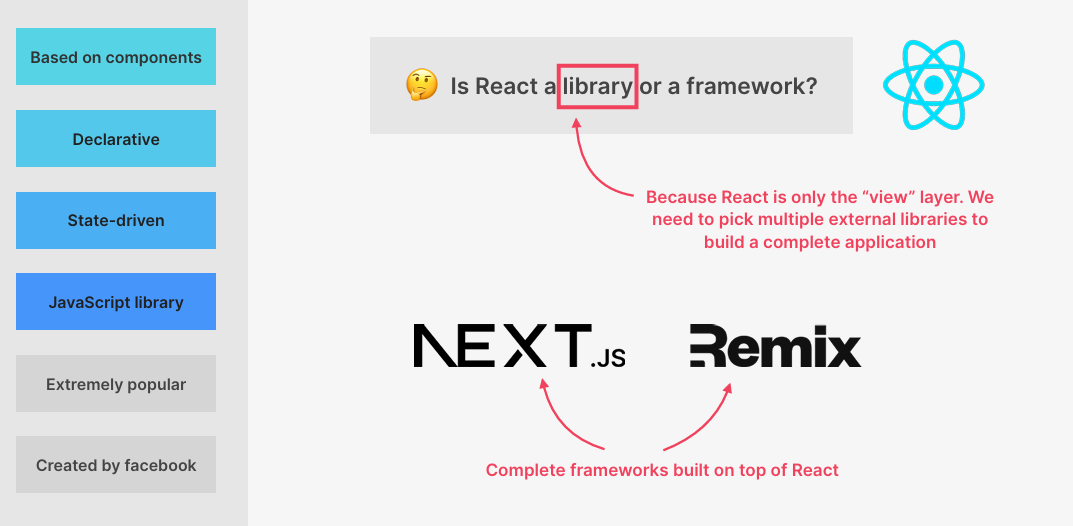 Based on components
Declarative
State-driven
JavaScript library
Extremely popular
Created by facebook
🤔 Is React a library or a framework?
Because React is only the “view” layer. We
need to pick multiple external libraries to
build a complete application
NEXT.JS
Remix
Complete frameworks built on top of React